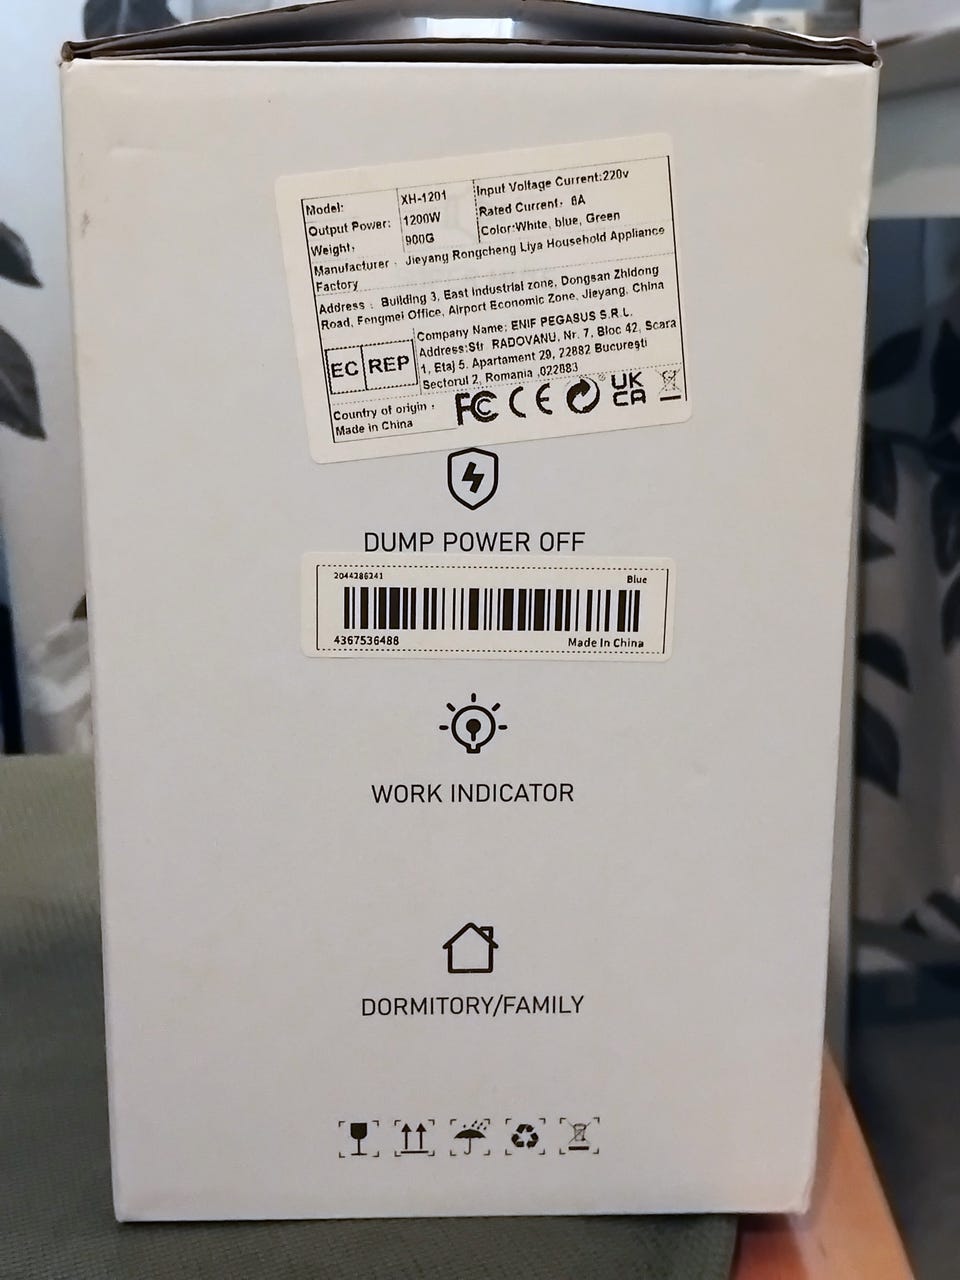 Model: XH-1201 Input Voltage Current:220v
Output Power: 1200W Rated Current: 6A
Weight: 900G Color:White, blue, Green
Manufacturer : Jieyang Rongcheng Liya Household Appliance
Factory
Address : Building 3, East Industrial zone, Dongsan Zhidong
Road, Fengmei Office, Airport Economic Zone, Jieyang, China
EC REP
Company Name: ENIF PEGASUS S.R.L.
Address:Str. RADOVANU, Nr. 7, Bloc 42, Scara
1, Etaj 5. Apartament 29, 22882 București
Sectorul 2, Romania ,022883
Country of origin :
Made in China
FC CE UK
CA
DUMP POWER OFF
2044286241 Blue
4367536488 Made In China
WORK INDICATOR
DORMITORY/FAMILY